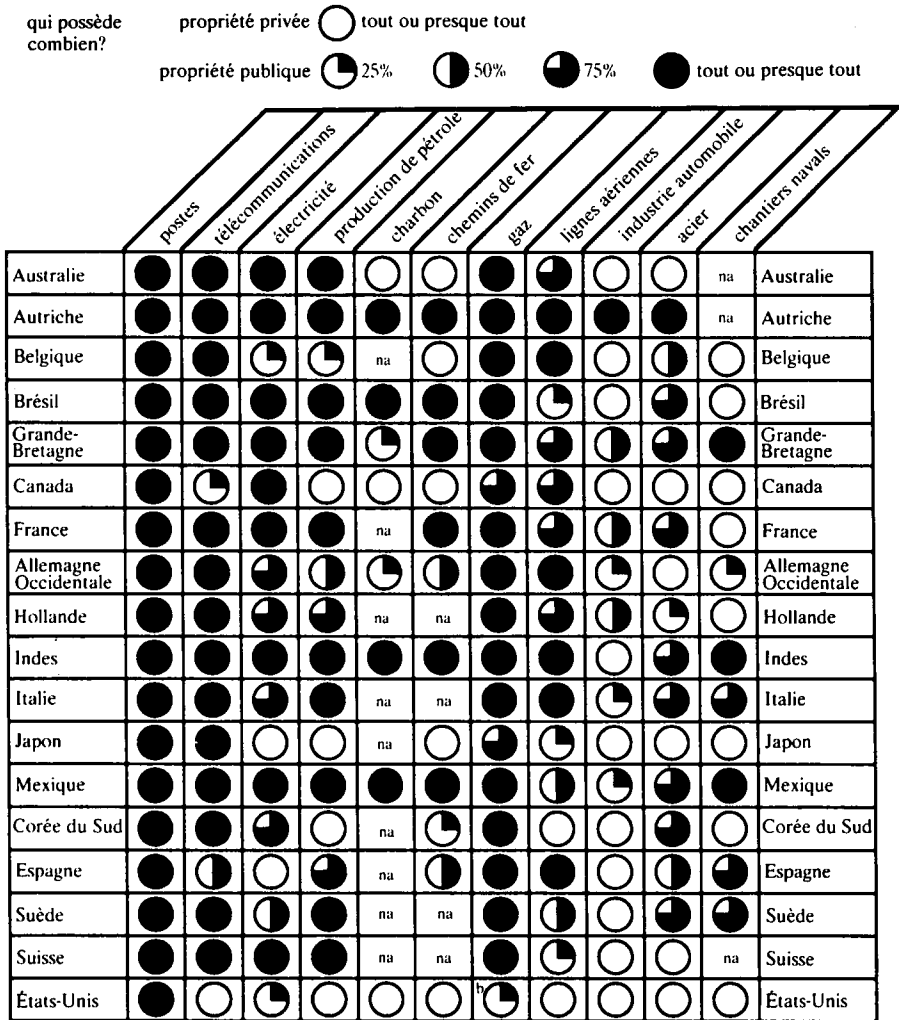 qui possède propriété privée tout ou presque tout
combien?
propriété publique 25% 50% 75% tout ou presque tout
postes
télécommunications
électricité
production de pétrole
charbon
chemins de fer
gaz
lignes aériennes
industrie automobile
acier
chantiers navals
Australie na Australie
Autriche na Autriche
Belgique na Belgique
Brésil Brésil
Grande- Grande-
Bretagne Bretagne
Canada Canada
France na France
Allemagne Allemagne
Occidentale Occidentale
Hollande na na Hollande
Indes Indes
Italie na na Italie
Japon na Japon
Mexique Mexique
Corée du Sud na Corée du Sud
Espagne na Espagne
Suède na na Suède
Suisse na na na Suisse
États-Unis b États-Unis